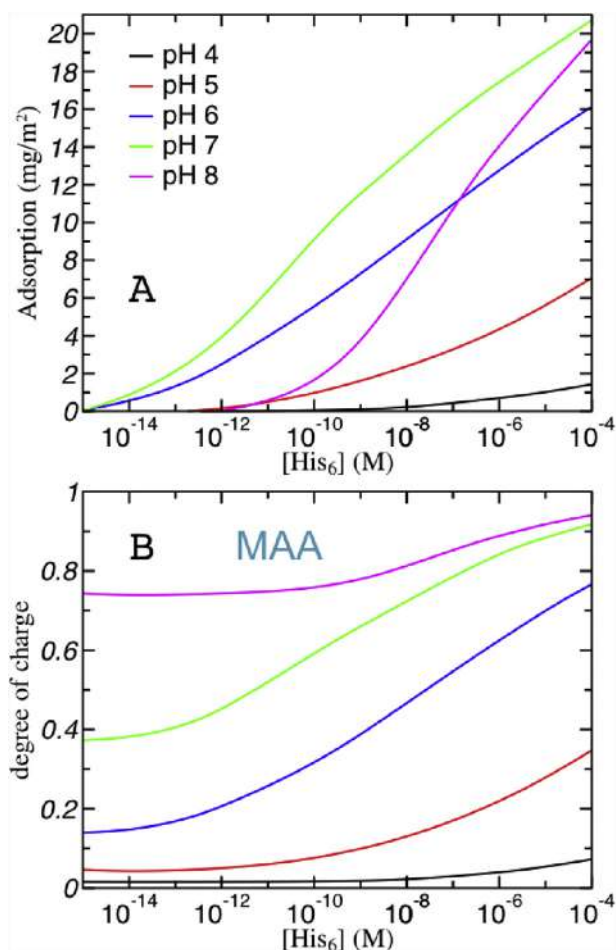 20
18
16
14
12
10
8
6
4
2
0
Adsorption (mg/m²)
pH 4
pH 5
pH 6
pH 7
pH 8
A
10⁻¹⁴ 10⁻¹² 10⁻¹⁰ 10⁻⁸ 10⁻⁶ 10⁻⁴
[His₆] (M)
1
0.8
0.6
0.4
0.2
0
degree of charge
B MAA
10⁻¹⁴ 10⁻¹² 10⁻¹⁰ 10⁻⁸ 10⁻⁶ 10⁻⁴
[His₆] (M)